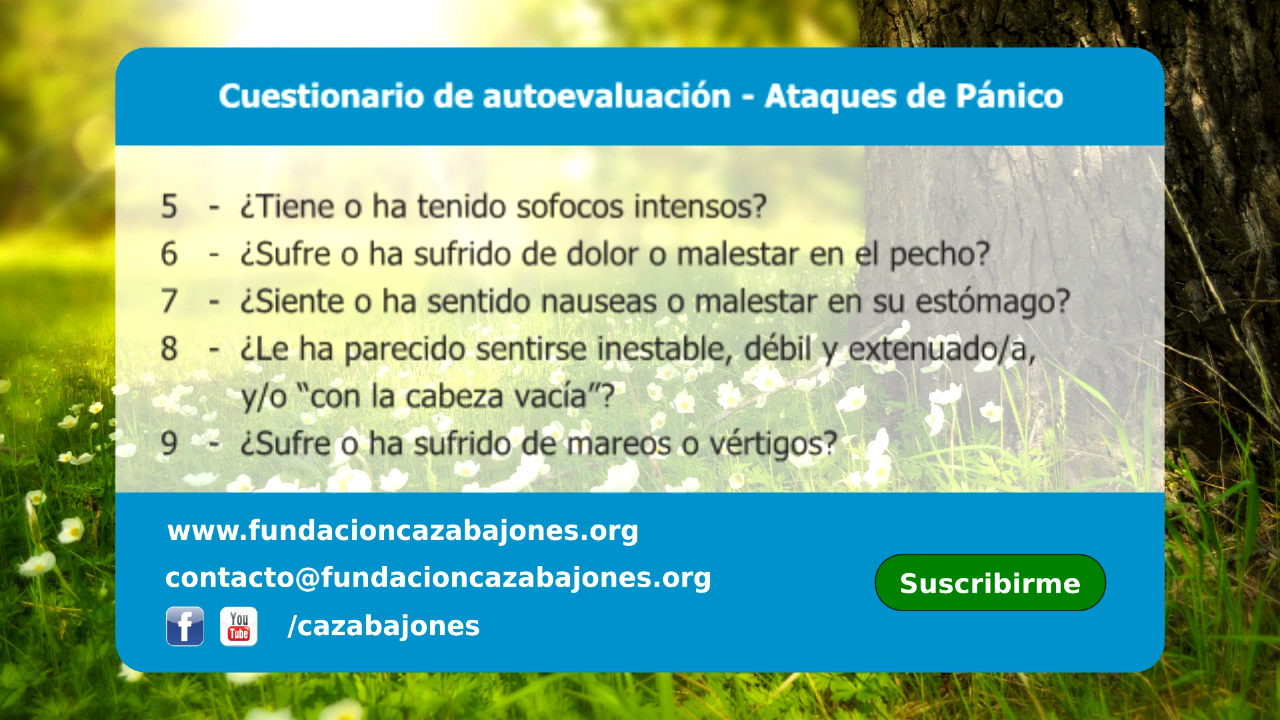 Cuestionario de autoevaluación - Ataques de Pánico
5 - ¿Tiene o ha tenido sofocos intensos?
6 - ¿Sufre o ha sufrido de dolor o malestar en el pecho?
7 - ¿Siente o ha sentido nauseas o malestar en su estómago?
8 - ¿Le ha parecido sentirse inestable, débil y extenuado/a,
y/o “con la cabeza vacía”?
9 - ¿Sufre o ha sufrido de mareos o vértigos?
www.fundacioncazabajones.org
contacto@fundacioncazabajones.org
Suscribirme
f You Tube /cazabajones